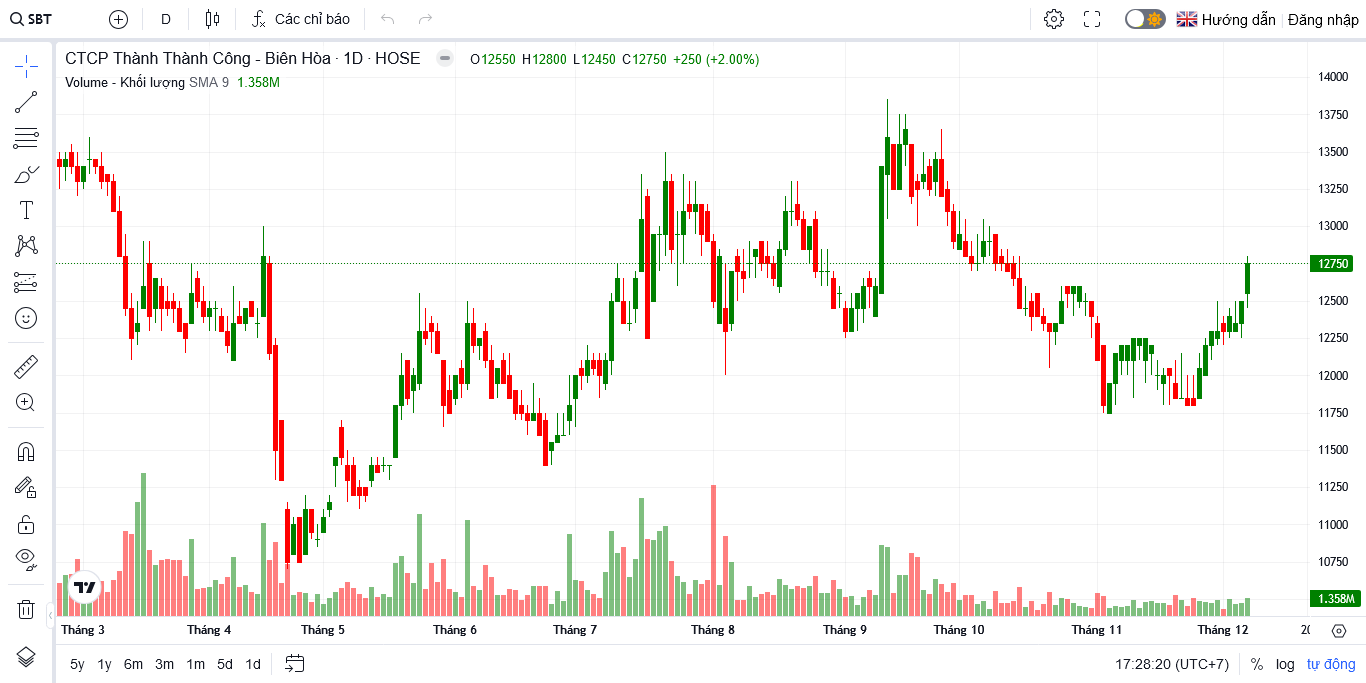 SBT D Các chỉ báo Hướng dẫn Đăng nhập
CTCP Thành Thành Công - Biên Hòa · 1D · HOSE O12550 H12800 L12450 C12750 +250 (+2.00%)
Volume - Khối lượng SMA 9 1.358M
14000
13750
13500
13250
13000
12750
12500
12250
12000
11750
11500
11250
11000
10750
1.358M
Tháng 3 Tháng 4 Tháng 5 Tháng 6 Tháng 7 Tháng 8 Tháng 9 Tháng 10 Tháng 11 Tháng 12
5y 1y 6m 3m 1m 5d 1d 17:28:20 (UTC+7) % log tự động